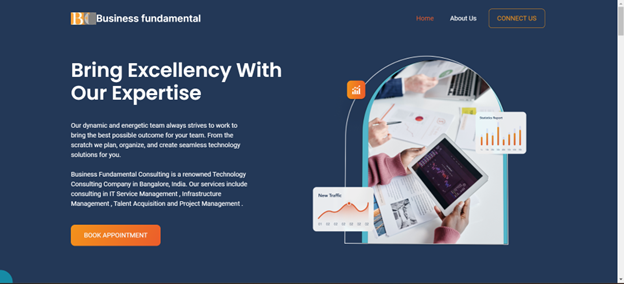 BC Business fundamental
Home
About Us
CONNECT US
Bring Excellency With
Our Expertise
Our dynamic and energetic team always strives to work to
bring the best possible outcome for your team. From the
scratch we plan, organize, and create seamless technology
solutions for you.
Business Fundamental Consulting is a renowned Technology
Consulting Company in Bangalore, India. Our services include
consulting in IT Service Management , Infrastructure
Management , Talent Acquisition and Project Management .
BOOK APPOINTMENT
Statistics Report
New Traffic